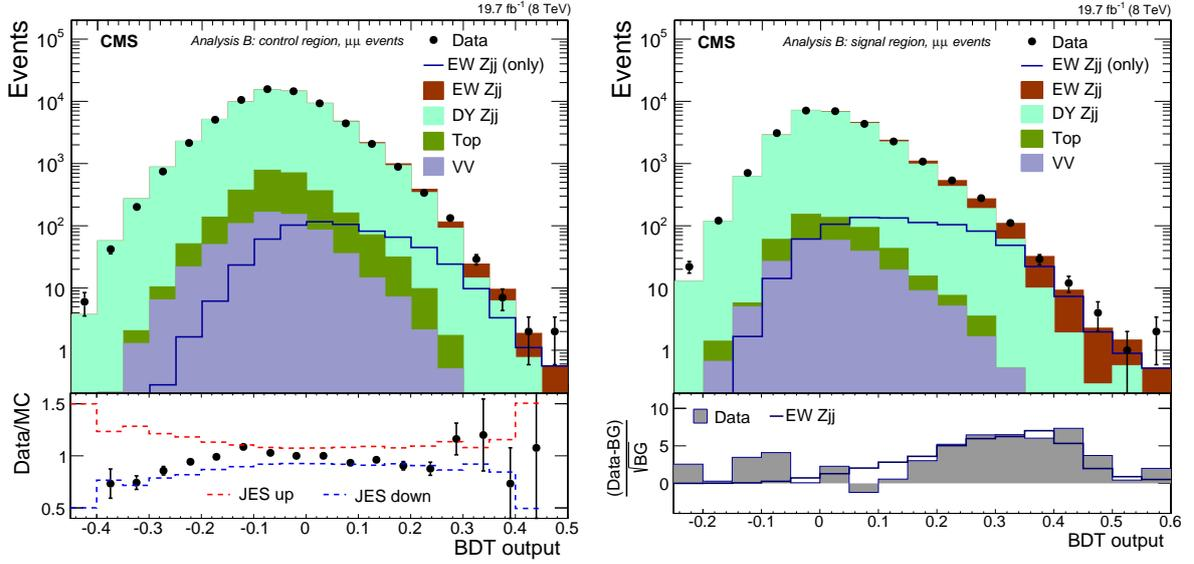 19.7 fb⁻¹ (8 TeV)
Events
10⁵
10⁴
10³
10²
10
1
CMS
Analysis B: control region, μμ events
Data
EW Zjj (only)
EW Zjj
DY Zjj
Top
VV
Data/MC
1.5
1
0.5
JES up
JES down
-0.4 -0.3 -0.2 -0.1 0 0.1 0.2 0.3 0.4 0.5
BDT output
19.7 fb⁻¹ (8 TeV)
Events
10⁵
10⁴
10³
10²
10
1
CMS
Analysis B: signal region, μμ events
Data
EW Zjj (only)
EW Zjj
DY Zjj
Top
VV
(Data-BG)
√BG
10
5
0
Data
EW Zjj
-0.2 -0.1 0 0.1 0.2 0.3 0.4 0.5 0.6
BDT output